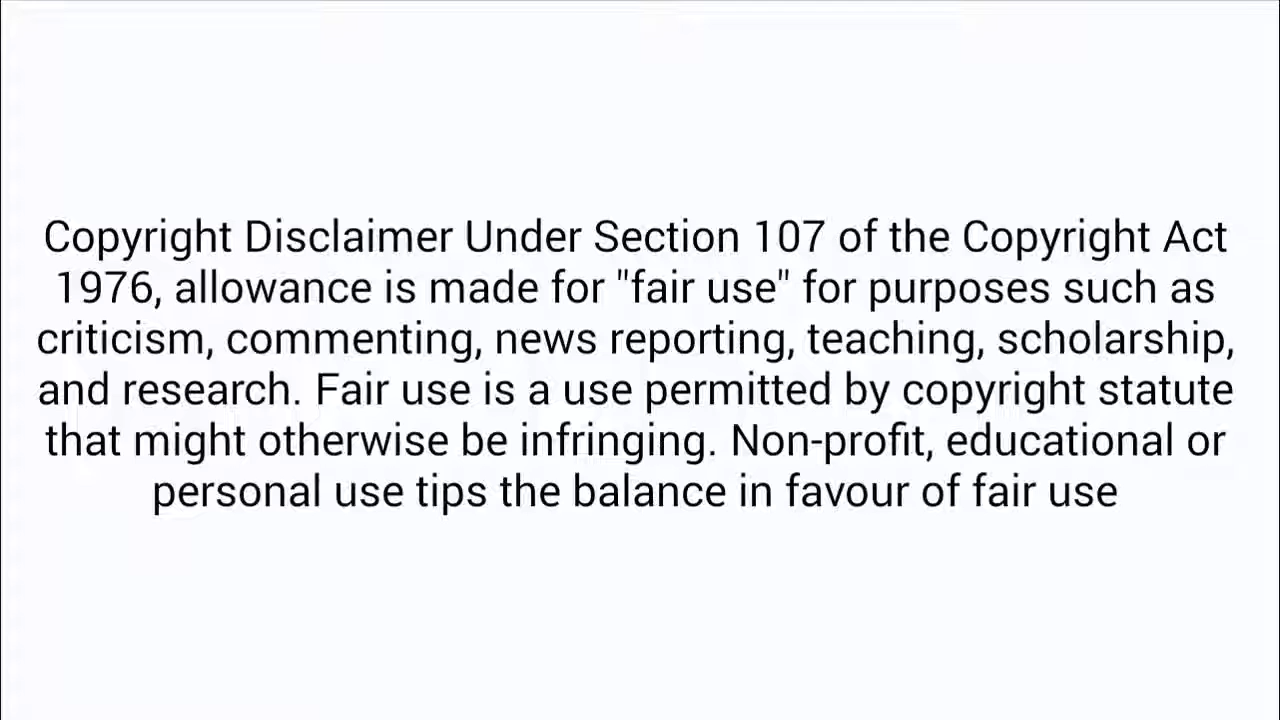 Copyright Disclaimer Under Section 107 of the Copyright Act
1976, allowance is made for "fair use" for purposes such as
criticism, commenting, news reporting, teaching, scholarship,
and research. Fair use is a use permitted by copyright statute
that might otherwise be infringing. Non-profit, educational or
personal use tips the balance in favour of fair use